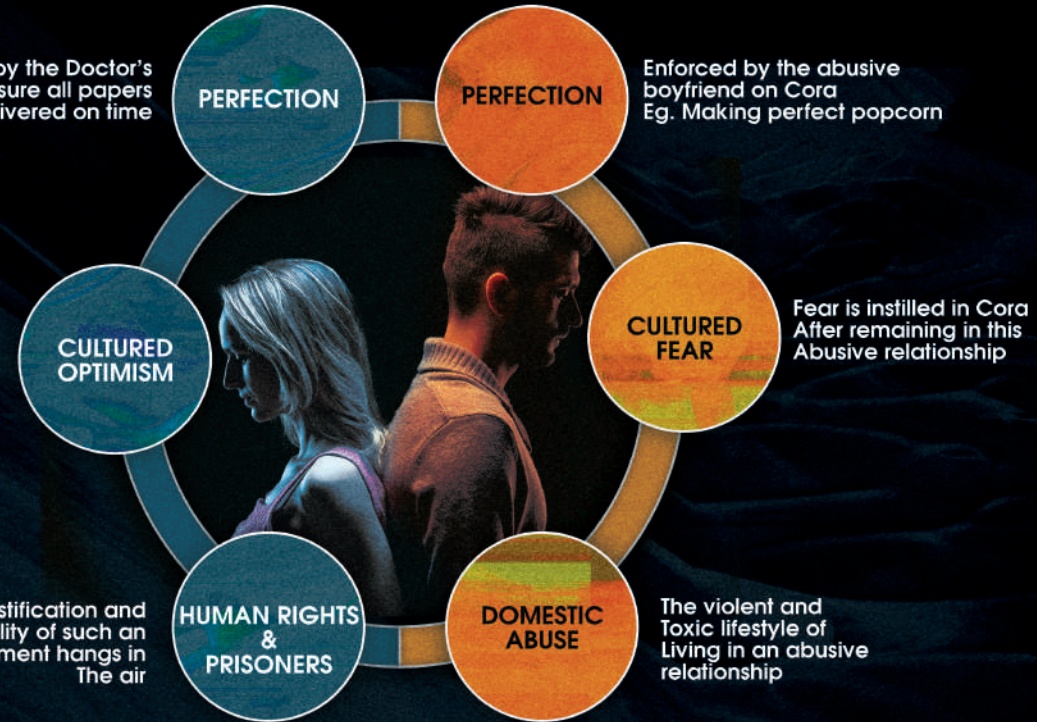 by the Doctor's
sure all papers
ivered on time
PERFECTION
PERFECTION
Enforced by the abusive
boyfriend on Cora
Eg. Making perfect popcorn
CULTURED
OPTIMISM
CULTURED
FEAR
Fear is instilled in Cora
After remaining in this
Abusive relationship
stification and
lity of such an
ment hangs in
The air
HUMAN RIGHTS
&
PRISONERS
DOMESTIC
ABUSE
The violent and
Toxic lifestyle of
Living in an abusive
relationship